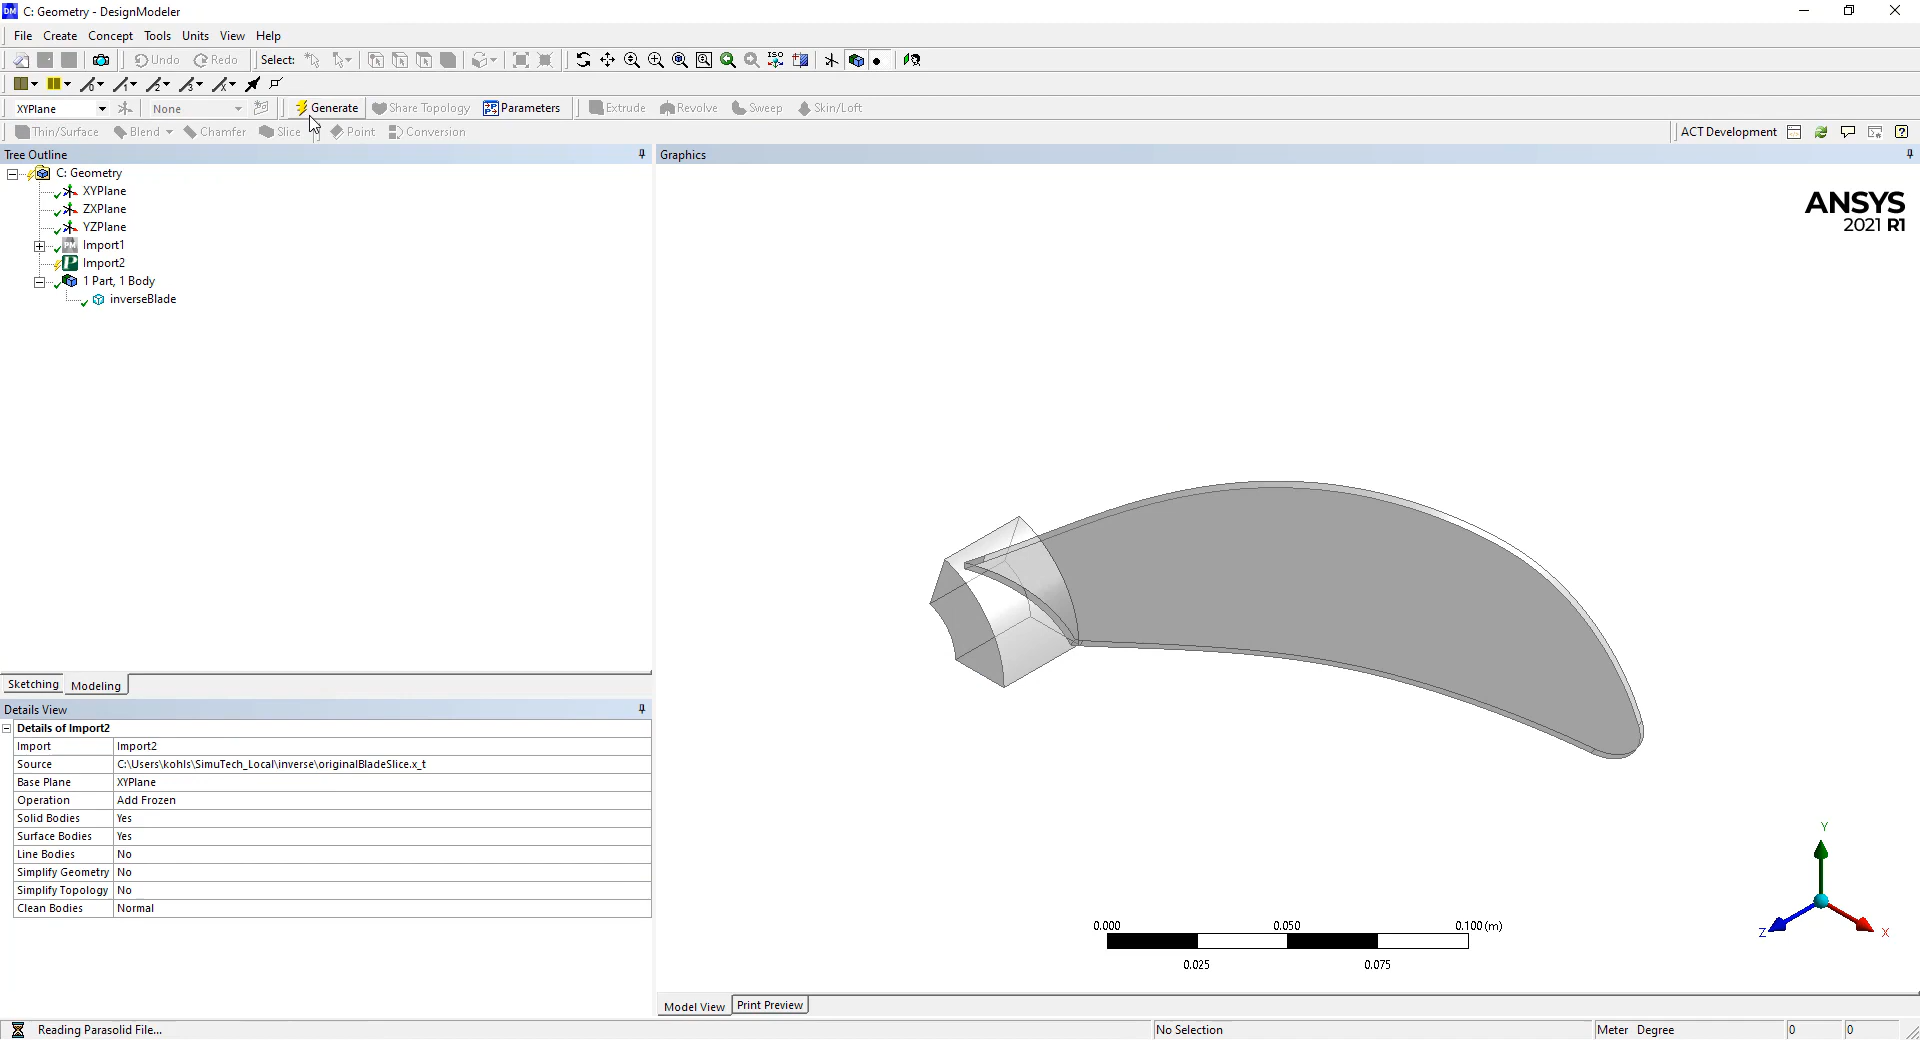 DM C: Geometry - DesignModeler
File Create Concept Tools Units View Help
Undo Redo Select: ISO
XYPlane None Generate Share Topology Parameters Extrude Revolve Sweep Skin/Loft
Thin/Surface Blend Chamfer Slice Point Conversion ACT Development
Tree Outline
C: Geometry
XYPlane
ZXPlane
YZPlane
PM Import1
P Import2
1 Part, 1 Body
inverseBlade
Sketching Modeling
Details View
Details of Import2
Import Import2
Source C:\Users\kohls\SimuTech_Local\inverse\originalBladeSlice.x_t
Base Plane XYPlane
Operation Add Frozen
Solid Bodies Yes
Surface Bodies Yes
Line Bodies No
Simplify Geometry No
Simplify Topology No
Clean Bodies Normal
Graphics
ANSYS
2021 R1
Y
Z X
0.000 0.050 0.100 (m)
0.025 0.075
Model View Print Preview
Reading Parasolid File... No Selection Meter Degree 0 0